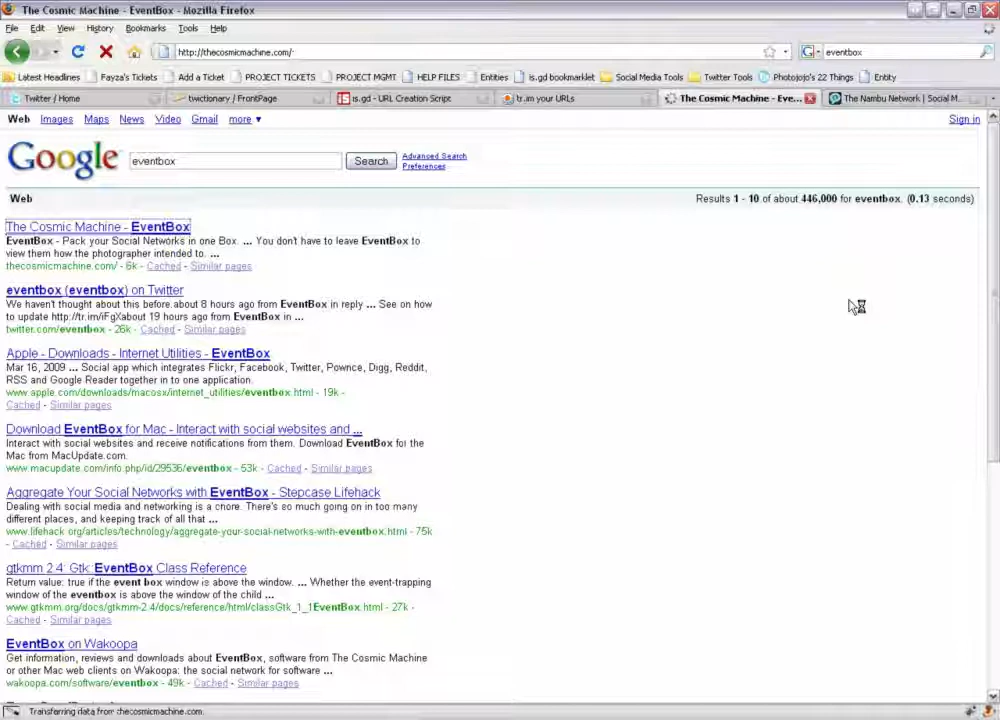 The Cosmic Machine - EventBox - Mozilla Firefox
File Edit View History Bookmarks Tools Help
http://thecosmicmachine.com/ eventbox
Latest Headlines Fayza's Tickets Add a Ticket PROJECT TICKETS PROJECT MGMT HELP FILES Entities is.gd bookmarklet Social Media Tools Twitter Tools Photojojo's 22 Things Entity
Twitter / Home twictionary / FrontPage is.gd - URL Creation Script tr.im your URLs The Cosmic Machine - Eve... The Nambu Network | Social M...
Web Images Maps News Video Gmail more ▼ Sign in
Google eventbox Search Advanced Search
Preferences
Web Results 1 - 10 of about 446,000 for eventbox. (0.13 seconds)
The Cosmic Machine - EventBox
EventBox - Pack your Social Networks in one Box. ... You don't have to leave EventBox to
view them how the photographer intended to. ...
thecosmicmachine.com/ - 6k - Cached - Similar pages
eventbox (eventbox) on Twitter
We haven't thought about this before.about 8 hours ago from EventBox in reply ... See on how
to update http://tr.im/iFgXabout 19 hours ago from EventBox in ...
twitter.com/eventbox - 26k - Cached - Similar pages
Apple - Downloads - Internet Utilities - EventBox
Mar 16, 2009 ... Social app which integrates Flickr, Facebook, Twitter, Pownce, Digg, Reddit,
RSS and Google Reader together in to one application.
www.apple.com/downloads/macosx/internet_utilities/eventbox.html - 19k -
Cached - Similar pages
Download EventBox for Mac - Interact with social websites and ...
Interact with social websites and receive notifications from them. Download EventBox for the
Mac from MacUpdate.com.
www.macupdate.com/info.php/id/29536/eventbox - 53k - Cached - Similar pages
Aggregate Your Social Networks with EventBox - Stepcase Lifehack
Dealing with social media and networking is a chore. There's so much going on in too many
different places, and keeping track of all that ...
www.lifehack.org/articles/technology/aggregate-your-social-networks-with-eventbox.html - 75k
- Cached - Similar pages
gtkmm 2.4: Gtk::EventBox Class Reference
Return value: true if the event box window is above the window. ... Whether the event-trapping
window of the eventbox is above the window of the child ...
www.gtkmm.org/docs/gtkmm-2.4/docs/reference/html/classGtk_1_1EventBox.html - 27k -
Cached - Similar pages
EventBox on Wakoopa
Get information, reviews and downloads about EventBox, software from The Cosmic Machine
or other Mac web clients on Wakoopa: the social network for software ...
wakoopa.com/software/eventbox - 49k - Cached - Similar pages
Transferring data from thecosmicmachine.com.